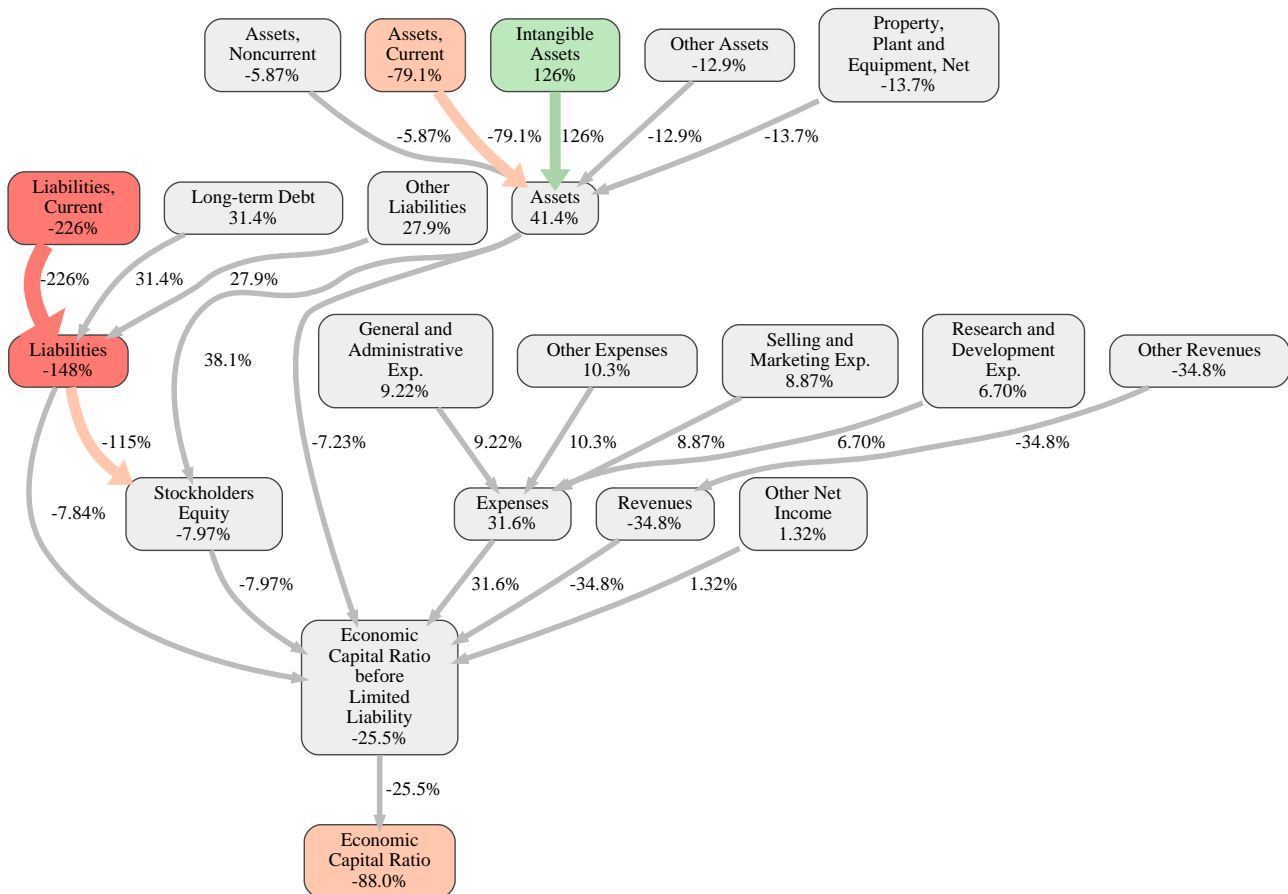 Assets,
Noncurrent
-5.87%
Assets,
Current
-79.1%
Intangible
Assets
126%
Other Assets
-12.9%
Property,
Plant and
Equipment, Net
-13.7%
-5.87%
-79.1%
126%
-12.9%
-13.7%
Liabilities,
Current
-226%
Long-term Debt
31.4%
Other
Liabilities
27.9%
Assets
41.4%
-226%
31.4%
27.9%
Liabilities
-148%
38.1%
General and
Administrative
Exp.
9.22%
Other Expenses
10.3%
Selling and
Marketing Exp.
8.87%
Research and
Development
Exp.
6.70%
Other Revenues
-34.8%
-115%
-7.23%
9.22%
10.3%
8.87%
6.70%
-34.8%
-7.84%
Stockholders
Equity
-7.97%
Expenses
31.6%
Revenues
-34.8%
Other Net
Income
1.32%
-7.97%
31.6%
-34.8%
1.32%
Economic
Capital Ratio
before
Limited
Liability
-25.5%
-25.5%
Economic
Capital Ratio
-88.0%